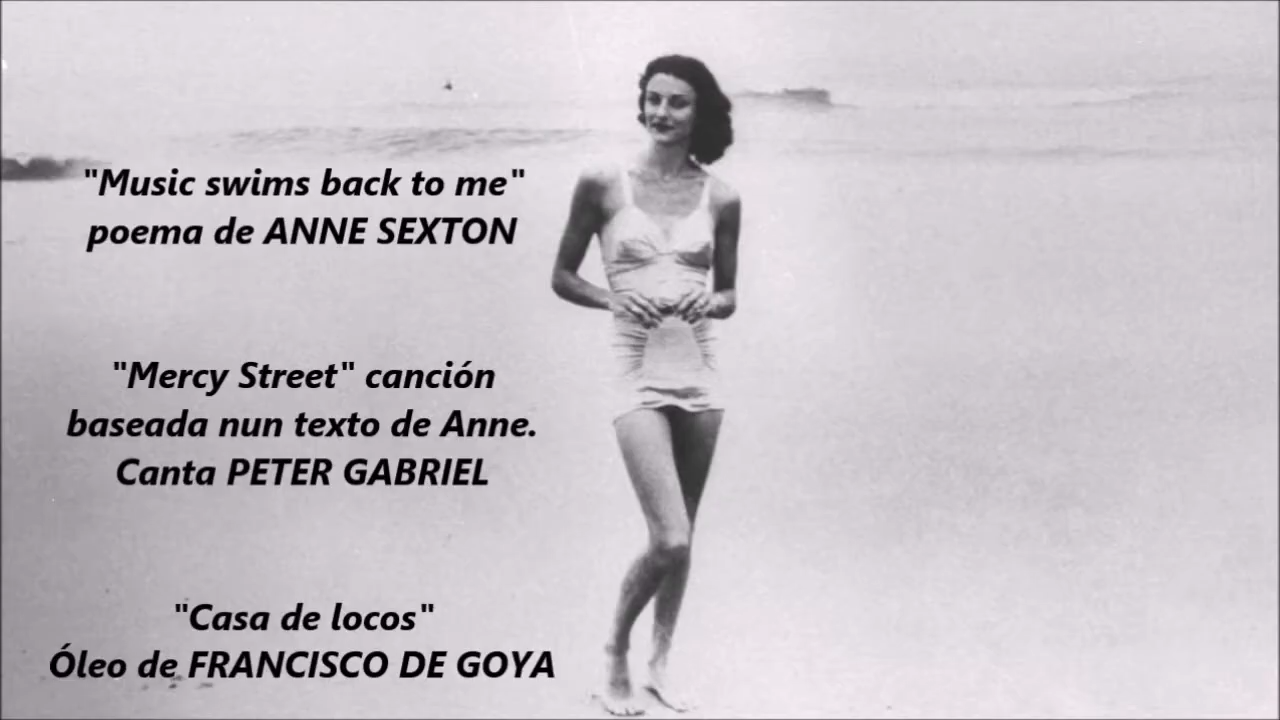 "Music swims back to me"
poema de ANNE SEXTON
"Mercy Street" canción
baseada nun texto de Anne.
Canta PETER GABRIEL
"Casa de locos"
Óleo de FRANCISCO DE GOYA